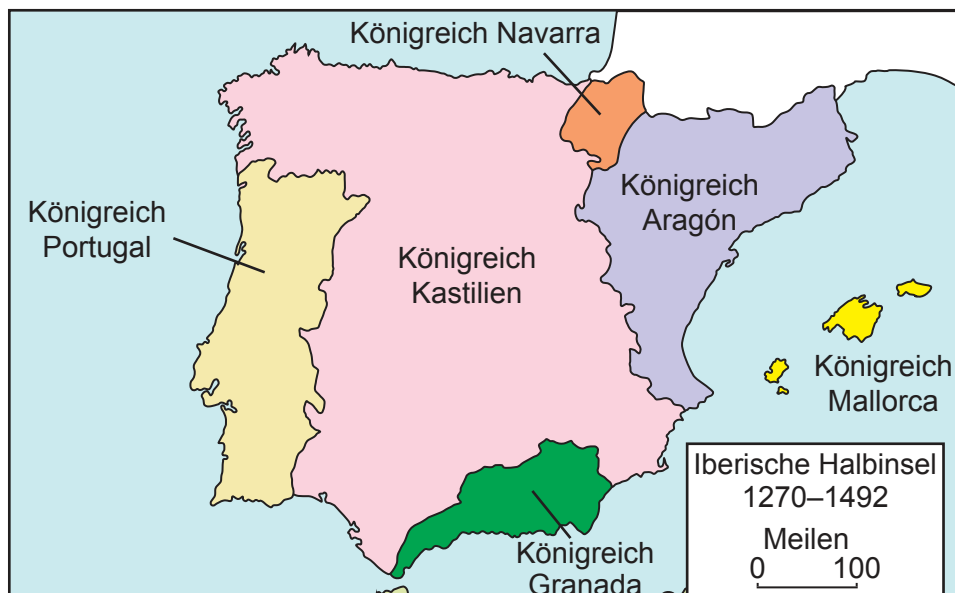 Königreich Navarra
Königreich
Aragón
Königreich
Portugal
Königreich
Kastilien
Königreich
Mallorca
Königreich
Granada
Iberische Halbinsel
1270–1492
Meilen
0 100